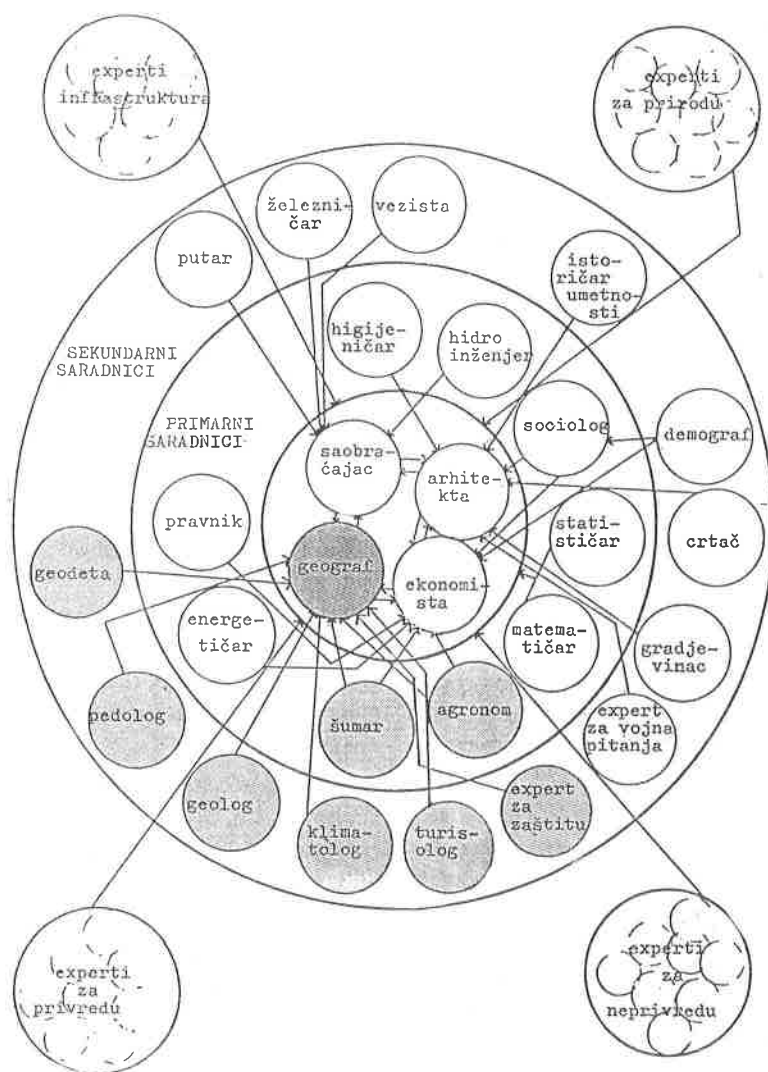 experti
infrastruktura
experti
za prirodu
želézni-
čar
vezista
putar
isto-
ričar
umetno-
sti
higije-
ničar
hidro
inženjer
SEKUNDARNI
SARADNICI
PRIMARNI
SARADNICI
saobra-
ćajac
sociolog
demograf
arhite-
kta
pravnik
stati-
stičar
crtač
geodeta
geograf
ekonomi-
sta
energe-
tičar
matema-
tičar
gradje-
vinac
pedolog
šumar
agronom
expert
za vojna
pitanja
geolog
klima-
tolog
turis-
olog
expert
za
zaštitu
experti
za
privredu
experti
za
neprivredu